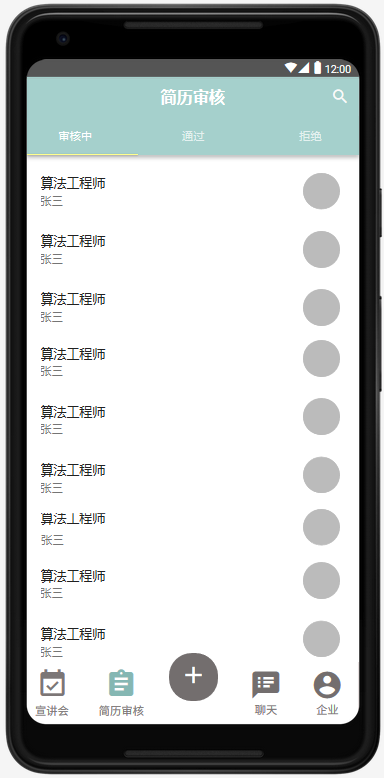 12:00
简历审核
审核中 通过 拒绝
算法工程师
张三
算法工程师
张三
算法工程师
张三
算法工程师
张三
算法工程师
张三
算法工程师
张三
算法工程师
张三
算法工程师
张三
算法工程师
张三
宣讲会 简历审核 聊天 企业